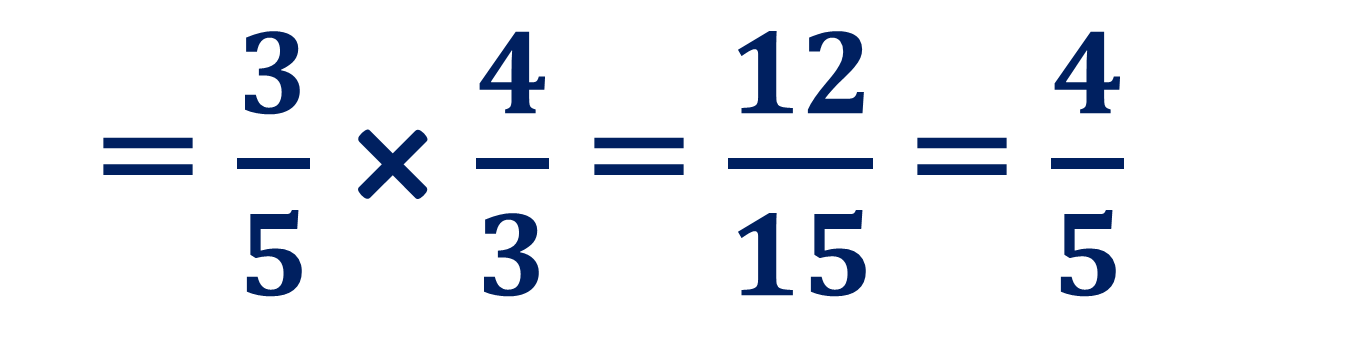 = 3/5 × 4/3 = 12/15 = 4/5